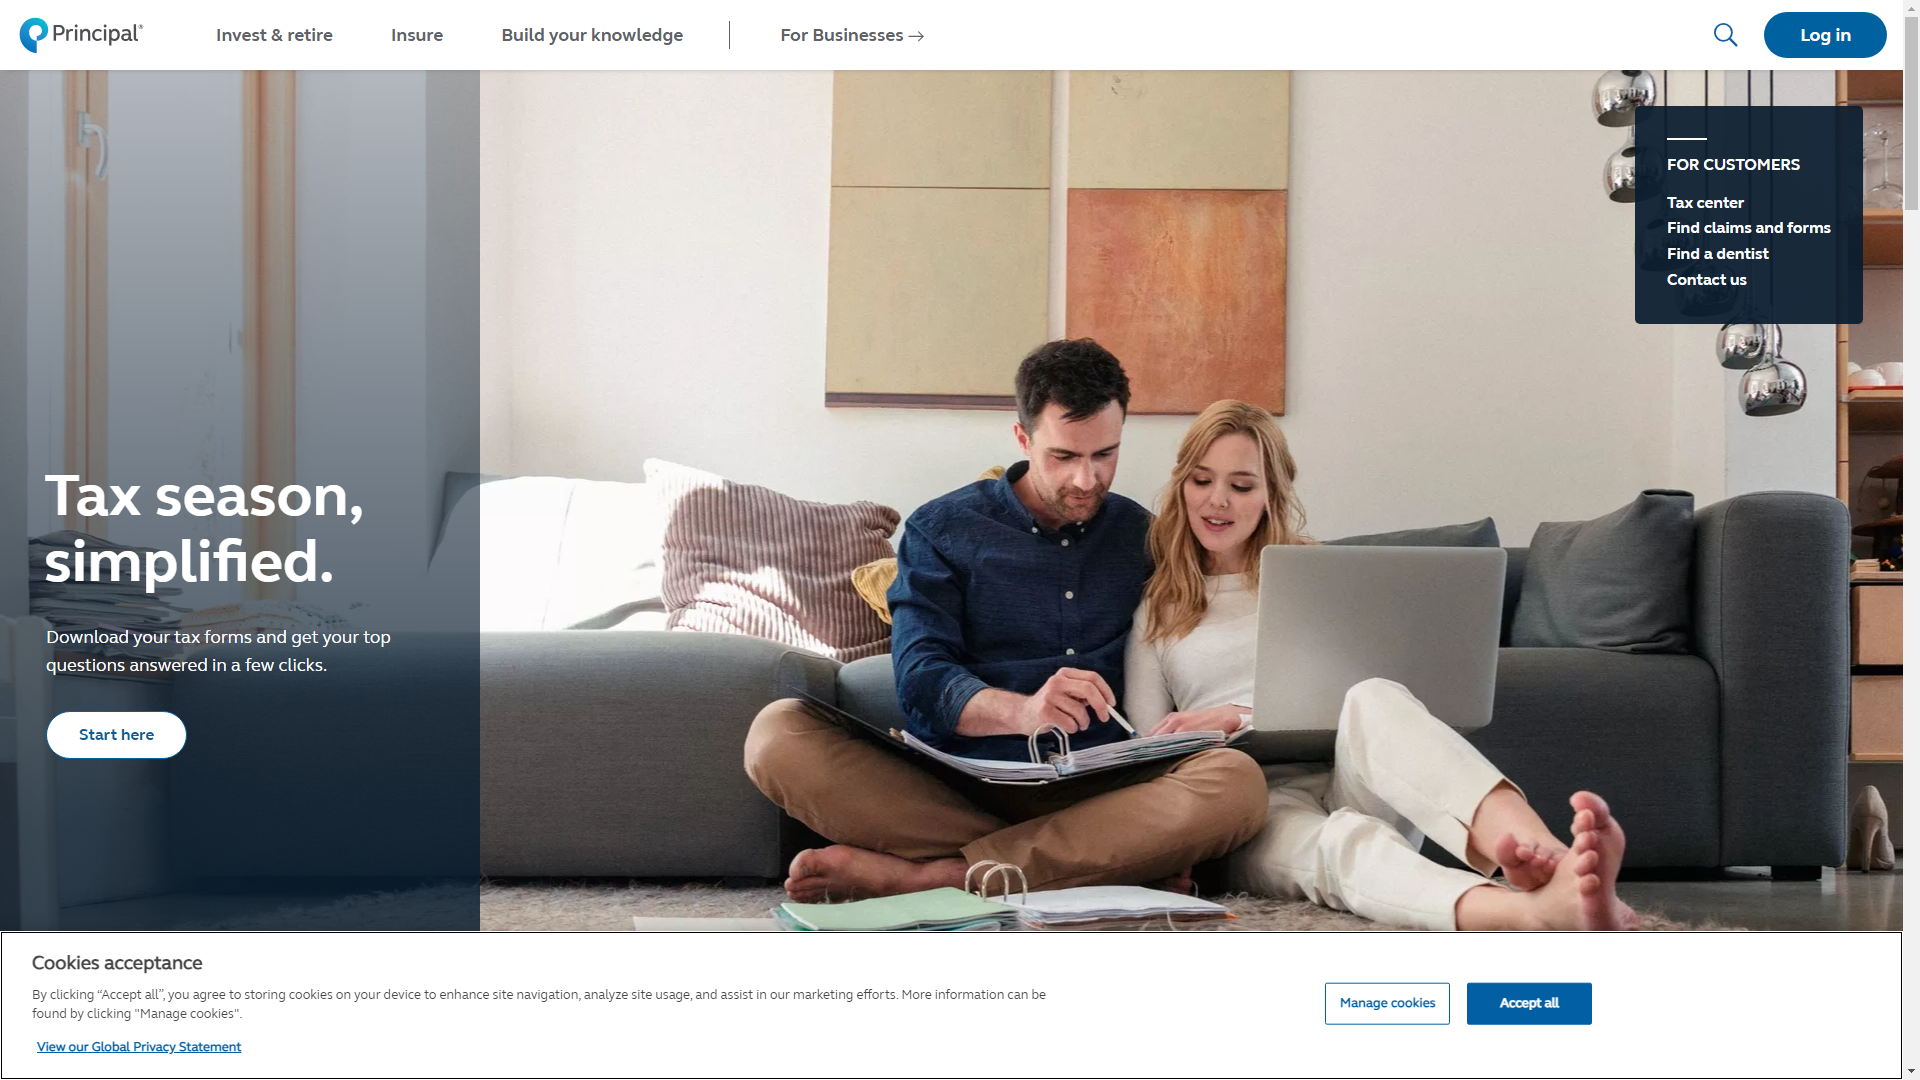 Principal®
Invest & retire
Insure
Build your knowledge
For Businesses →
Log in
FOR CUSTOMERS
Tax center
Find claims and forms
Find a dentist
Contact us
Tax season,
simplified.
Download your tax forms and get your top
questions answered in a few clicks.
Start here
Cookies acceptance
By clicking “Accept all”, you agree to storing cookies on your device to enhance site navigation, analyze site usage, and assist in our marketing efforts. More information can be
found by clicking "Manage cookies".
View our Global Privacy Statement
Manage cookies
Accept all